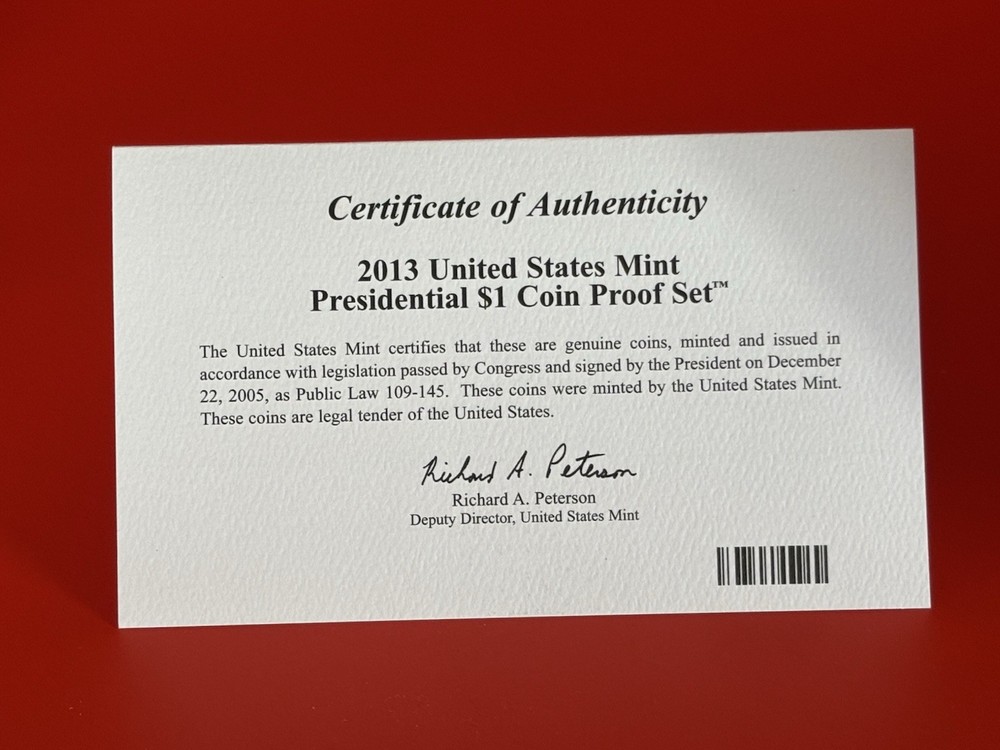 Certificate of Authenticity
2013 United States Mint
Presidential $1 Coin Proof Set™
The United States Mint certifies that these are genuine coins, minted and issued in
accordance with legislation passed by Congress and signed by the President on December
22, 2005, as Public Law 109-145. These coins were minted by the United States Mint.
These coins are legal tender of the United States.
Richard A. Peterson
Richard A. Peterson
Deputy Director, United States Mint